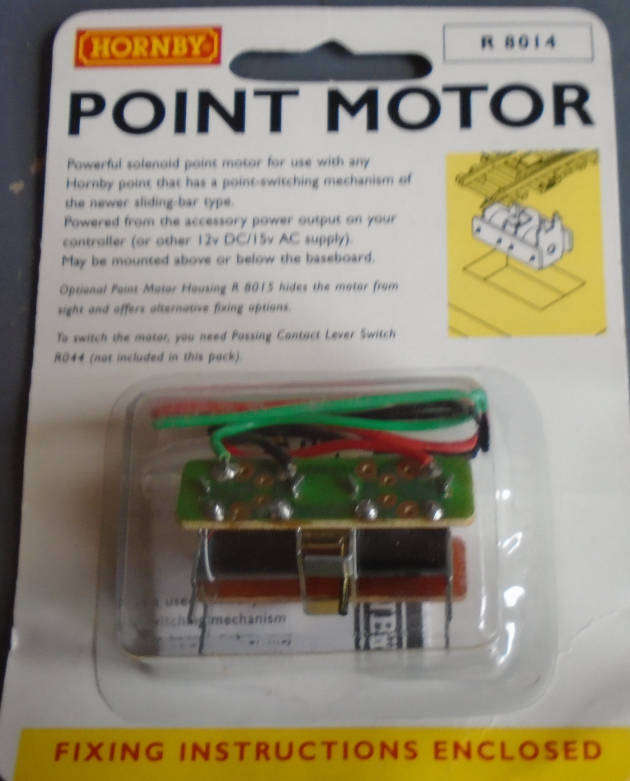 HORNBY
R 8014
POINT MOTOR
Powerful solenoid point motor for use with any
Hornby point that has a point-switching mechanism of
the newer sliding-bar type.
Powered from the accessory power output on your
controller (or other 12v DC/15v AC supply).
May be mounted above or below the baseboard.
Optional Point Motor Housing R 8015 hides the motor from
sight and offers alternative fixing options.
To switch the motor, you need Passing Contact Lever Switch
R044 (not included in this pack).
mechanism
FIXING INSTRUCTIONS ENCLOSED